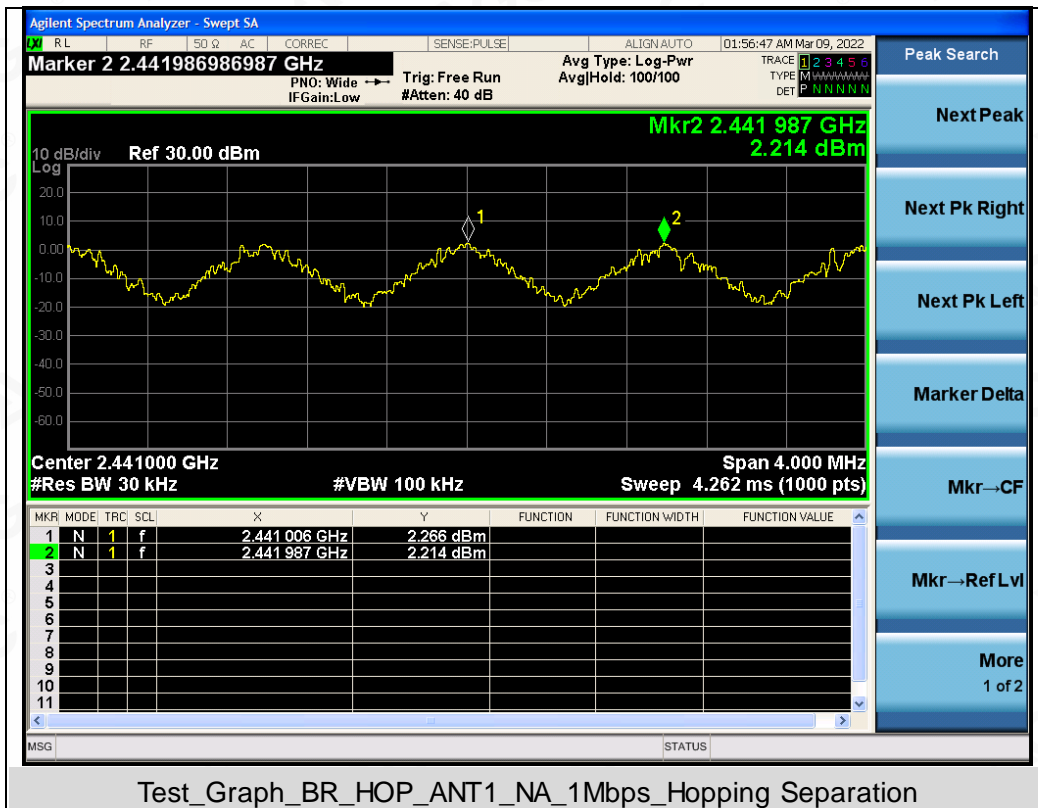 Agilent Spectrum Analyzer - Swept SA
LXI RL RF 50 Ω AC CORREC SENSE:PULSE ALIGN AUTO 01:56:47 AM Mar 09, 2022
Marker 2 2.441986986987 GHz
PNO: Wide
IFGain:Low
Trig: Free Run
#Atten: 40 dB
Avg Type: Log-Pwr
Avg|Hold: 100/100
TRACE 1 2 3 4 5 6
TYPE M
DET P N N N N N
Mkr2 2.441 987 GHz
2.214 dBm
10 dB/div Ref 30.00 dBm
Log
20.0
10.0
0.00
-10.0
-20.0
-30.0
-40.0
-50.0
-60.0
1
2
Center 2.441000 GHz Span 4.000 MHz
#Res BW 30 kHz #VBW 100 kHz Sweep 4.262 ms (1000 pts)
MKR MODE TRC SCL X Y FUNCTION FUNCTION WIDTH FUNCTION VALUE
1 N 1 f 2.441 006 GHz 2.266 dBm
2 N 1 f 2.441 987 GHz 2.214 dBm
3
4
5
6
7
8
9
10
11
MSG STATUS
Peak Search
Next Peak
Next Pk Right
Next Pk Left
Marker Delta
Mkr→CF
Mkr→Ref Lvl
More
1 of 2
Test_Graph_BR_HOP_ANT1_NA_1Mbps_Hopping Separation